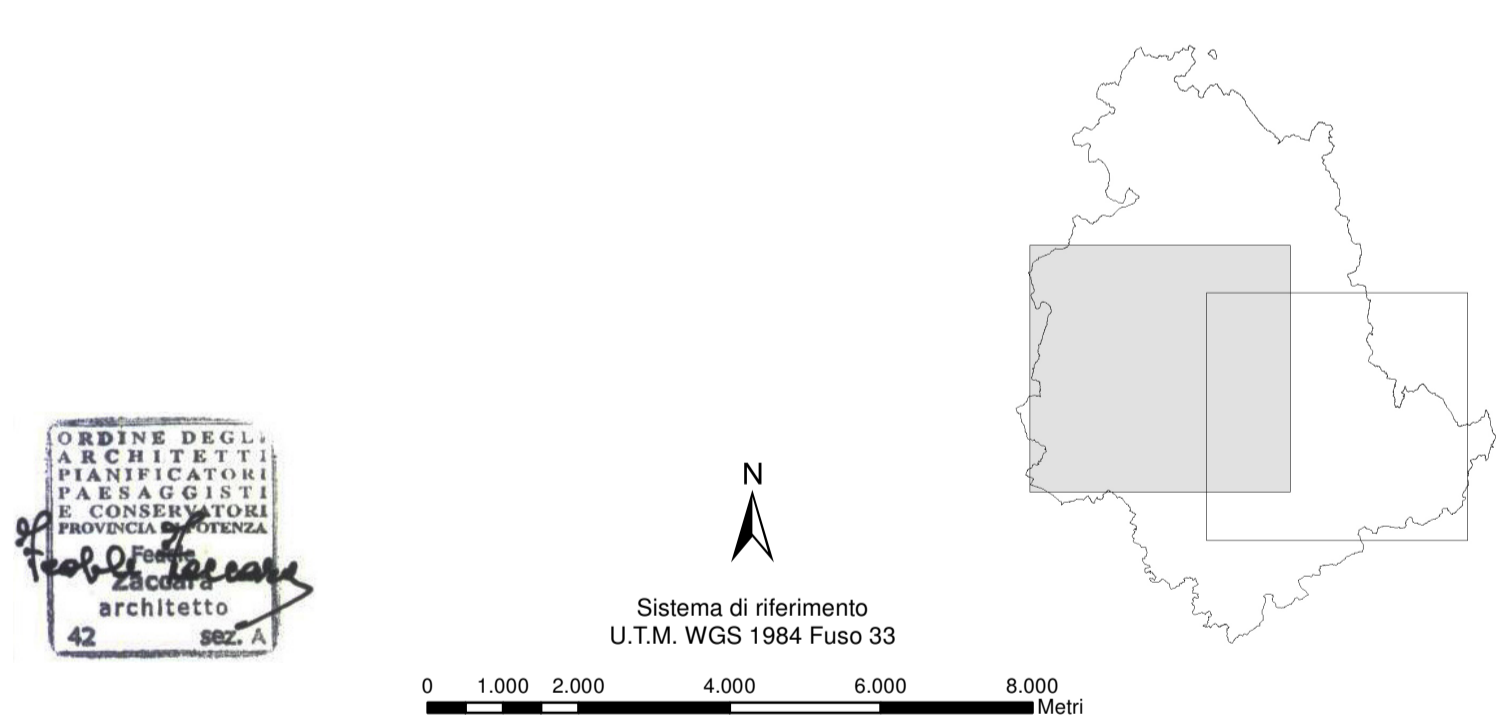 ORDINE DEGLI
ARCHITETTI
PIANIFICATORI
PAESAGGISTI
E CONSERVATORI
PROVINCIA DI POTENZA
Zaccara
architetto
42 sez. A
N
Sistema di riferimento
U.T.M. WGS 1984 Fuso 33
0 1.000 2.000 4.000 6.000 8.000
Metri